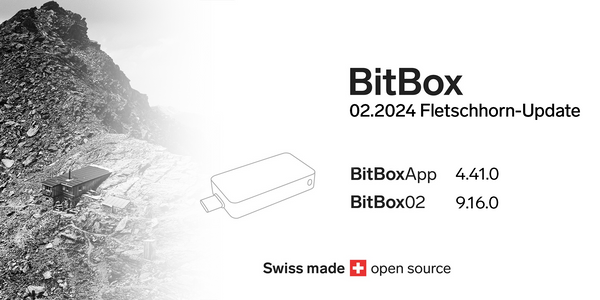 BitBox
02.2024 Fletschhorn-Update
BitBoxApp 4.41.0
BitBox02 9.16.0
Swiss made open source